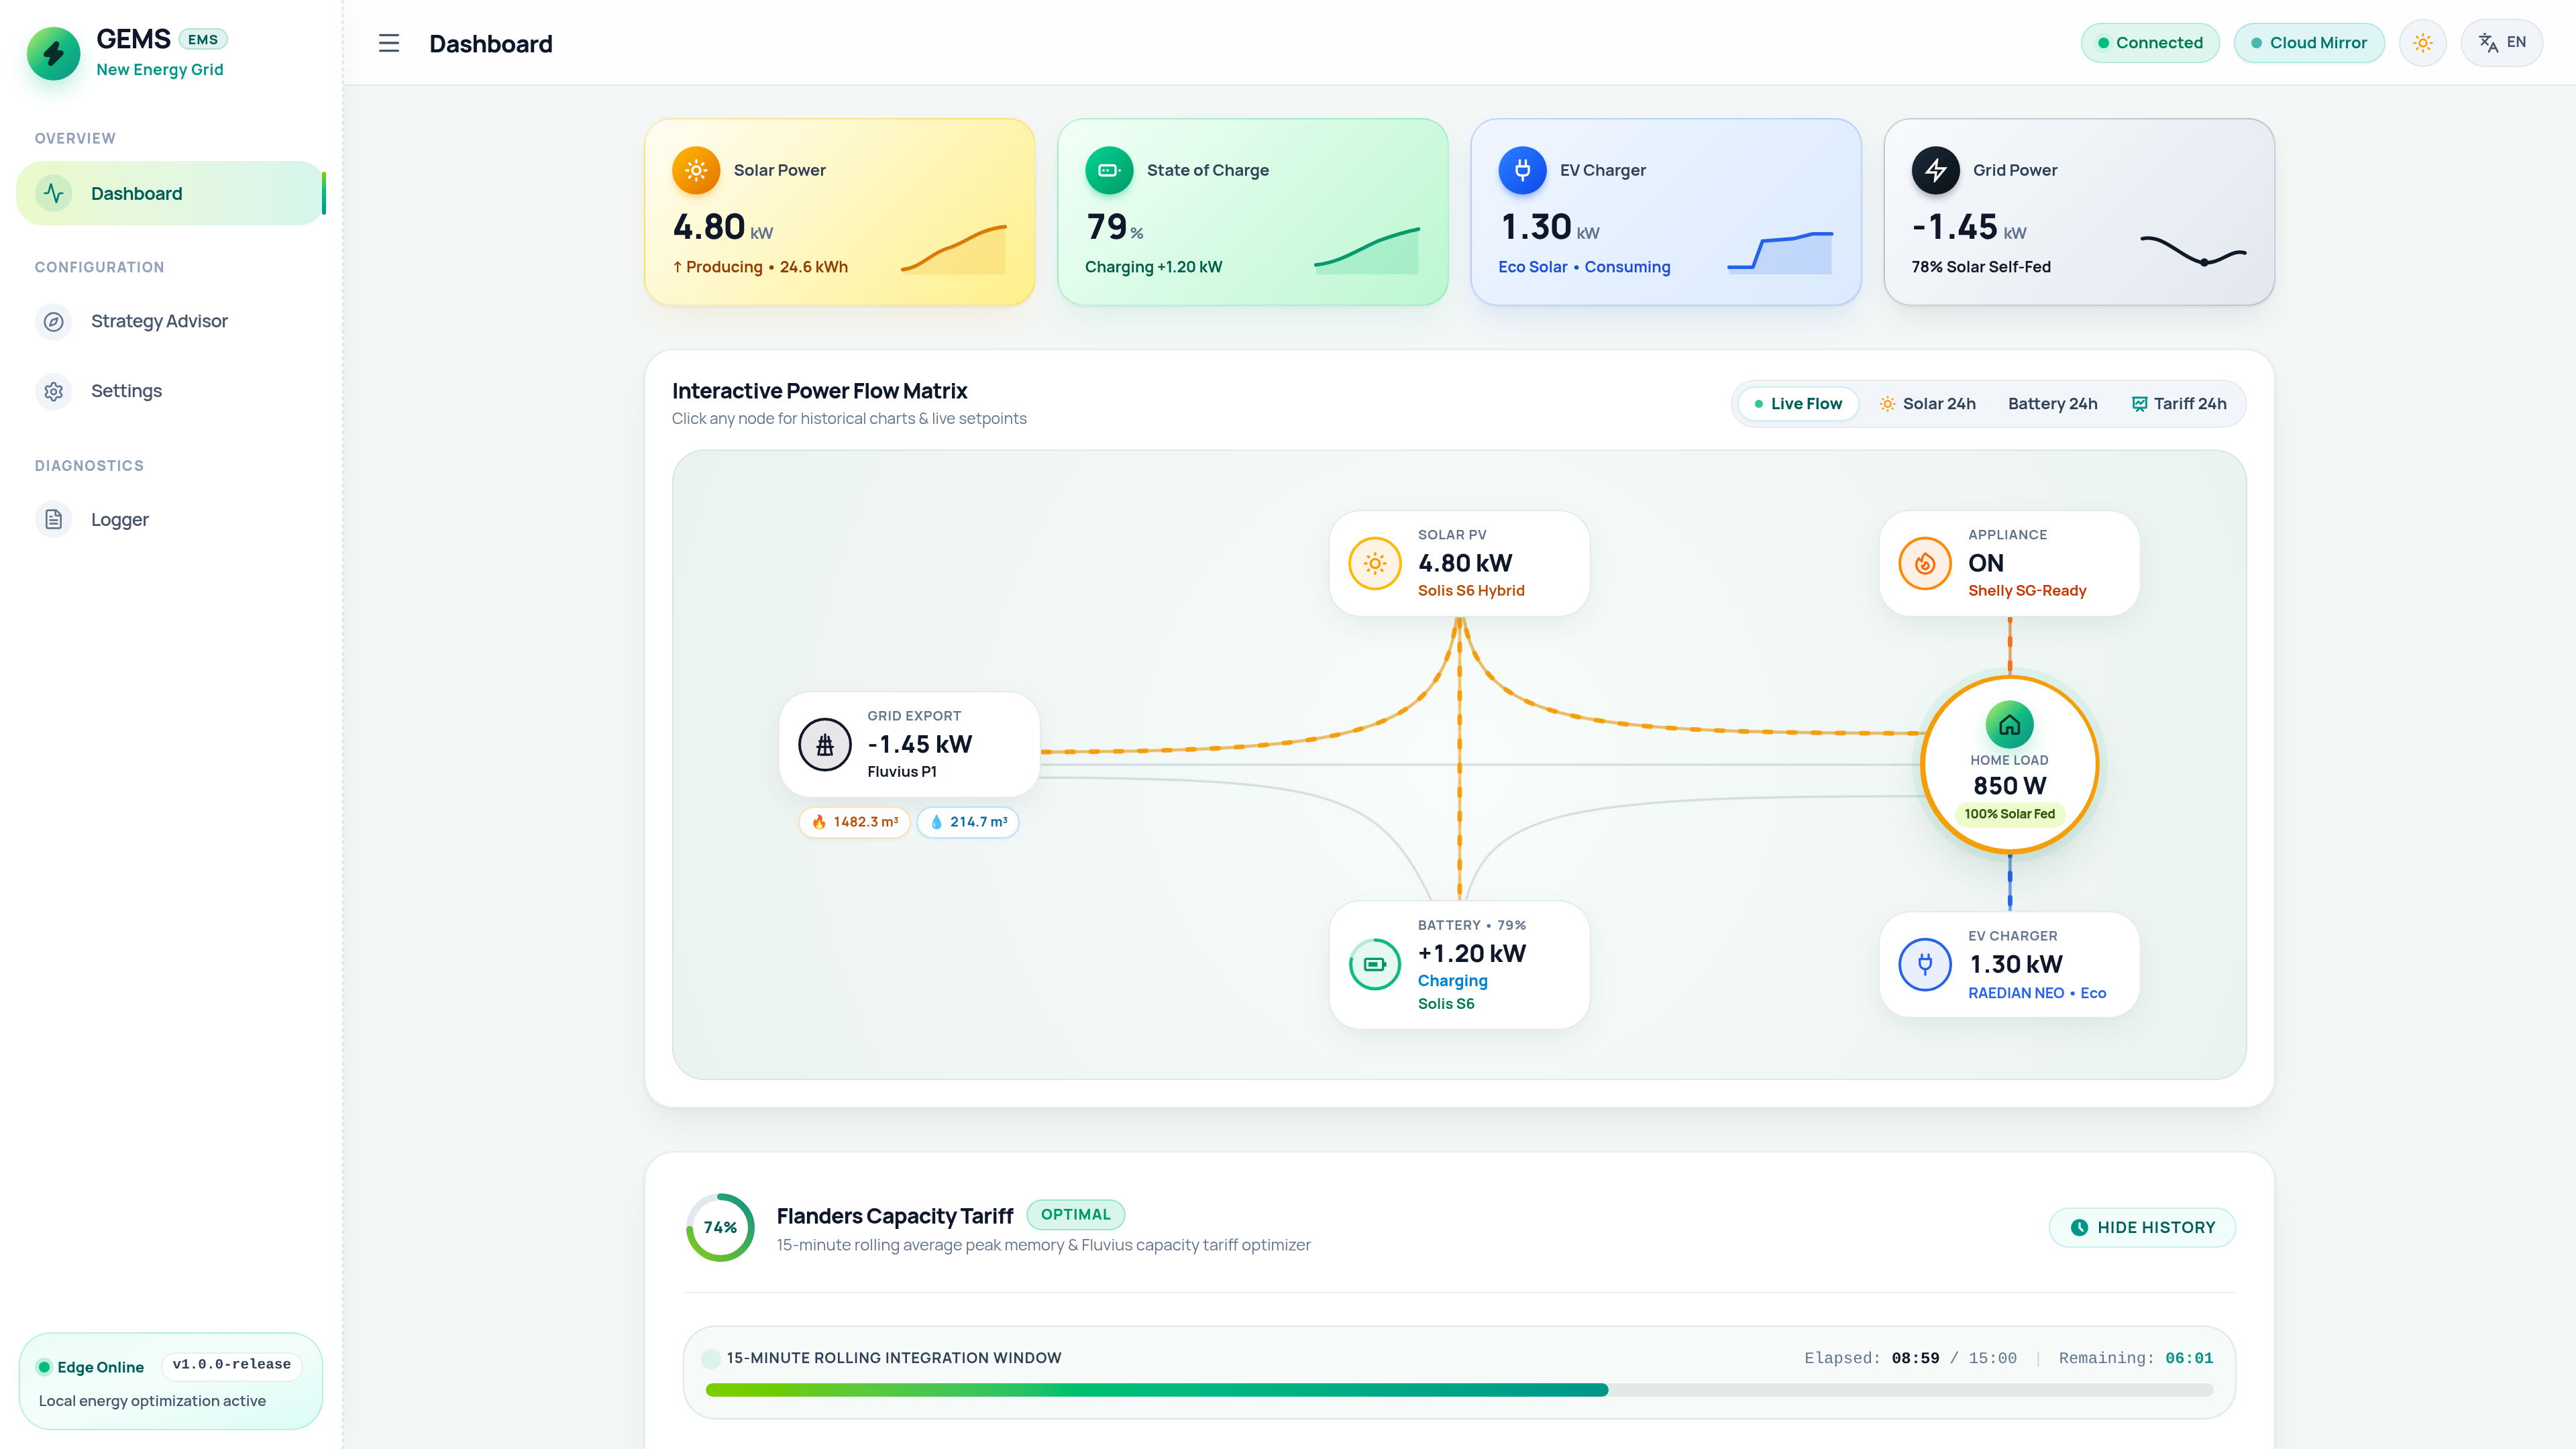 GEMS EMS
New Energy Grid
OVERVIEW
Dashboard
CONFIGURATION
Strategy Advisor
Settings
DIAGNOSTICS
Logger
Edge Online v1.0.0-release
Local energy optimization active
Dashboard
Connected
Cloud Mirror
EN
Solar Power
4.80 kW
↑ Producing • 24.6 kWh
State of Charge
79 %
Charging +1.20 kW
EV Charger
1.30 kW
Eco Solar • Consuming
Grid Power
-1.45 kW
78% Solar Self-Fed
Interactive Power Flow Matrix
Click any node for historical charts & live setpoints
Live Flow
Solar 24h
Battery 24h
Tariff 24h
SOLAR PV
4.80 kW
Solis S6 Hybrid
APPLIANCE
ON
Shelly SG-Ready
GRID EXPORT
-1.45 kW
Fluvius P1
🔥 1482.3 m³
💧 214.7 m³
HOME LOAD
850 W
100% Solar Fed
BATTERY • 79%
+1.20 kW
Charging
Solis S6
EV CHARGER
1.30 kW
RAEDIAN NEO • Eco
74%
Flanders Capacity Tariff OPTIMAL
15-minute rolling average peak memory & Fluvius capacity tariff optimizer
HIDE HISTORY
15-MINUTE ROLLING INTEGRATION WINDOW
Elapsed: 08:59 / 15:00 | Remaining: 06:01